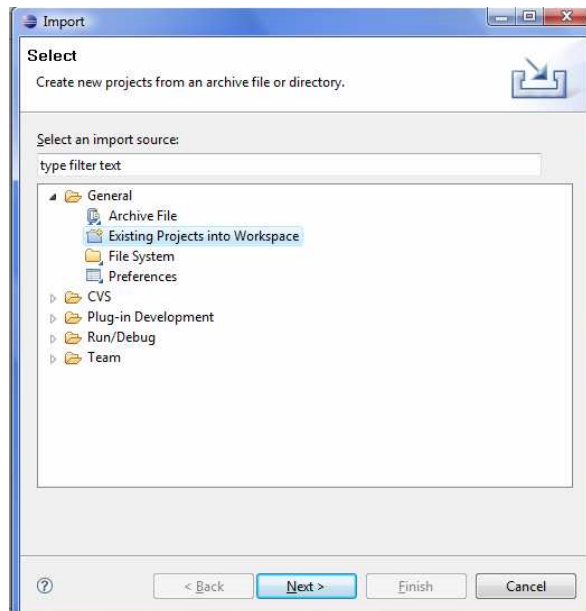 Import
Select
Create new projects from an archive file or directory.
Select an import source:
type filter text
General
Archive File
Existing Projects into Workspace
File System
Preferences
CVS
Plug-in Development
Run/Debug
Team
?
< Back
Next >
Finish
Cancel